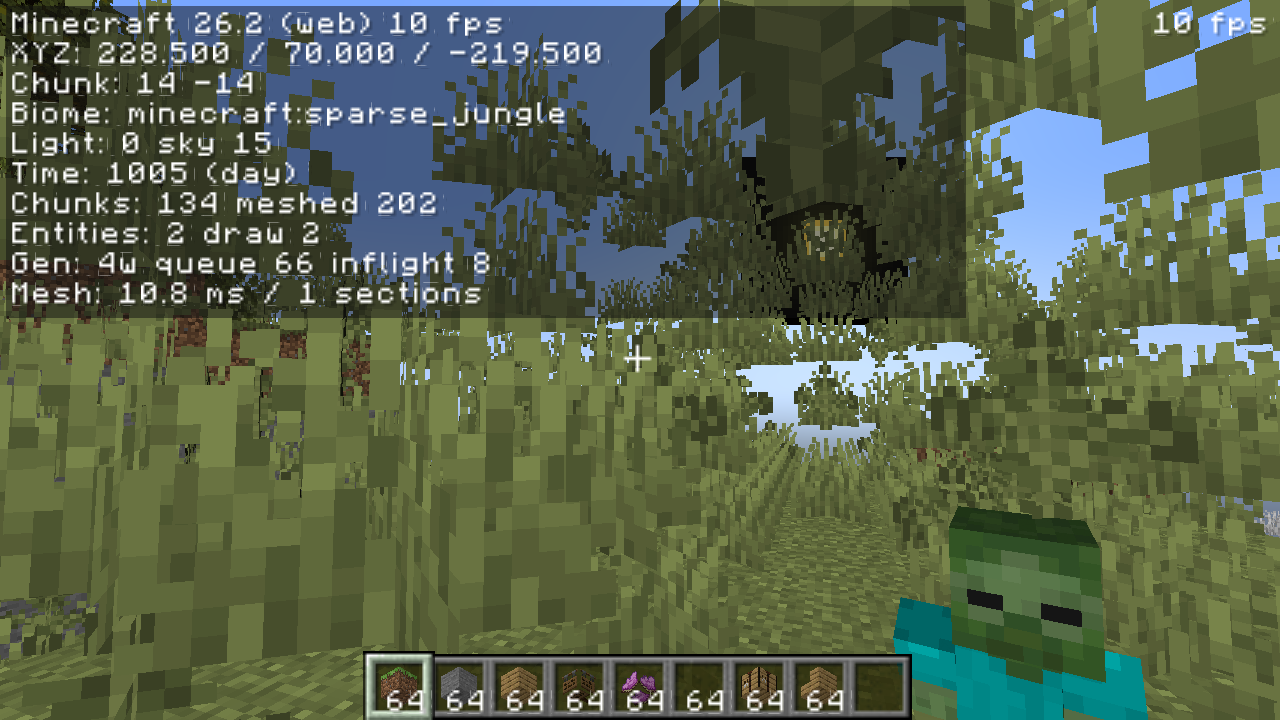 Minecraft 26.2 (web) 10 fps
10 fps
XYZ: 228.500 / 70.000 / -219.500
Chunk: 14 -14
Biome: minecraft:sparse_jungle
Light: 0 sky 15
Time: 1005 (day)
Chunks: 134 meshed 202
Entities: 2 draw 2
Gen: 4w queue 66 inflight 8
Mesh: 10.8 ms / 1 sections
64 64 64 64 64 64 64 64